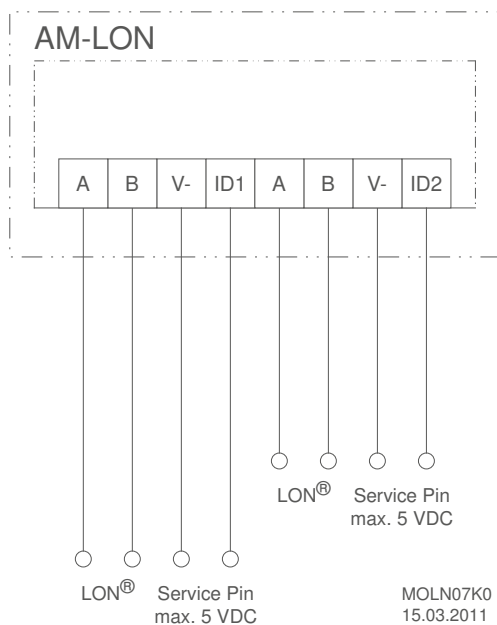 AM-LON
A B V- ID1 A B V- ID2
LON® Service Pin
max. 5 VDC
LON® Service Pin
max. 5 VDC
MOLN07K0
15.03.2011